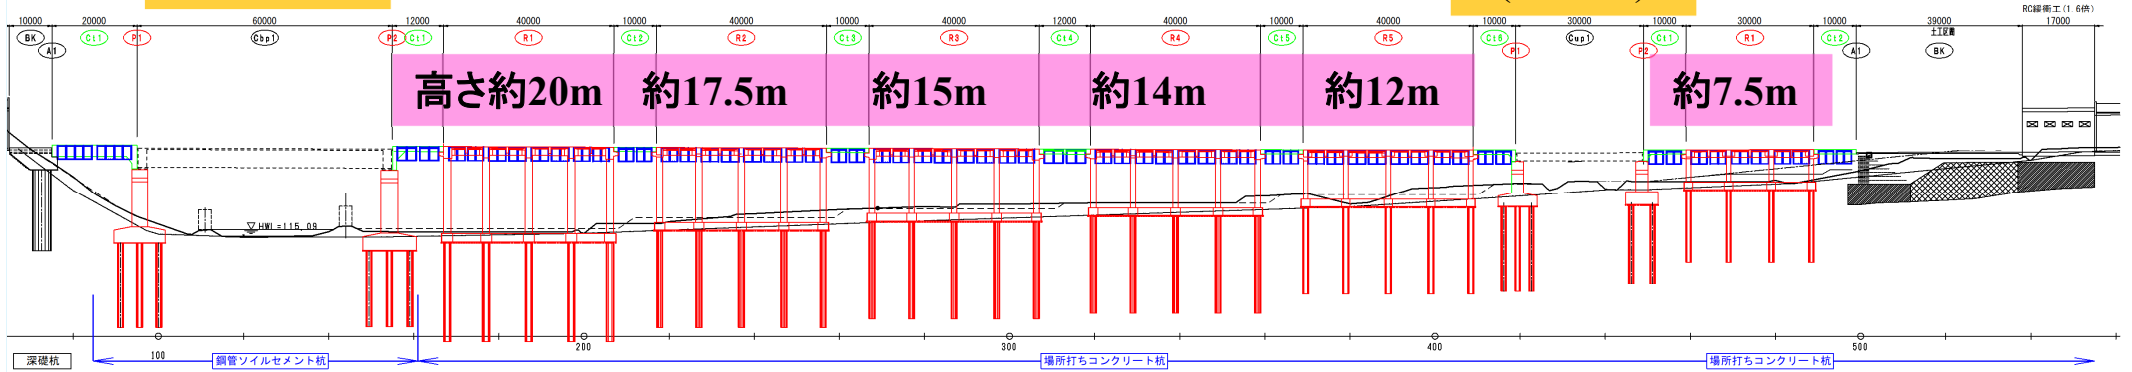 RC緩衝工(1.6倍)
10000 20000 60000 12000 40000 10000 40000 10000 40000 12000 40000 10000 40000 10000 30000 10000 30000 10000 39000 17000
BK Ct1 P1 Cbp1 P2 Ct1 R1 Ct2 R2 Ct3 R3 Ct4 R4 Ct5 R5 Ct6 Cup1 Ct1 R1 Ct2 土工区間
A1 P1 P2 A1 BK
高さ約20m 約17.5m 約15m 約14m 約12m 約7.5m
HWL=115.09
100 200 300 400 500
深礎杭 鋼管ソイルセメント杭 場所打ちコンクリート杭 場所打ちコンクリート杭